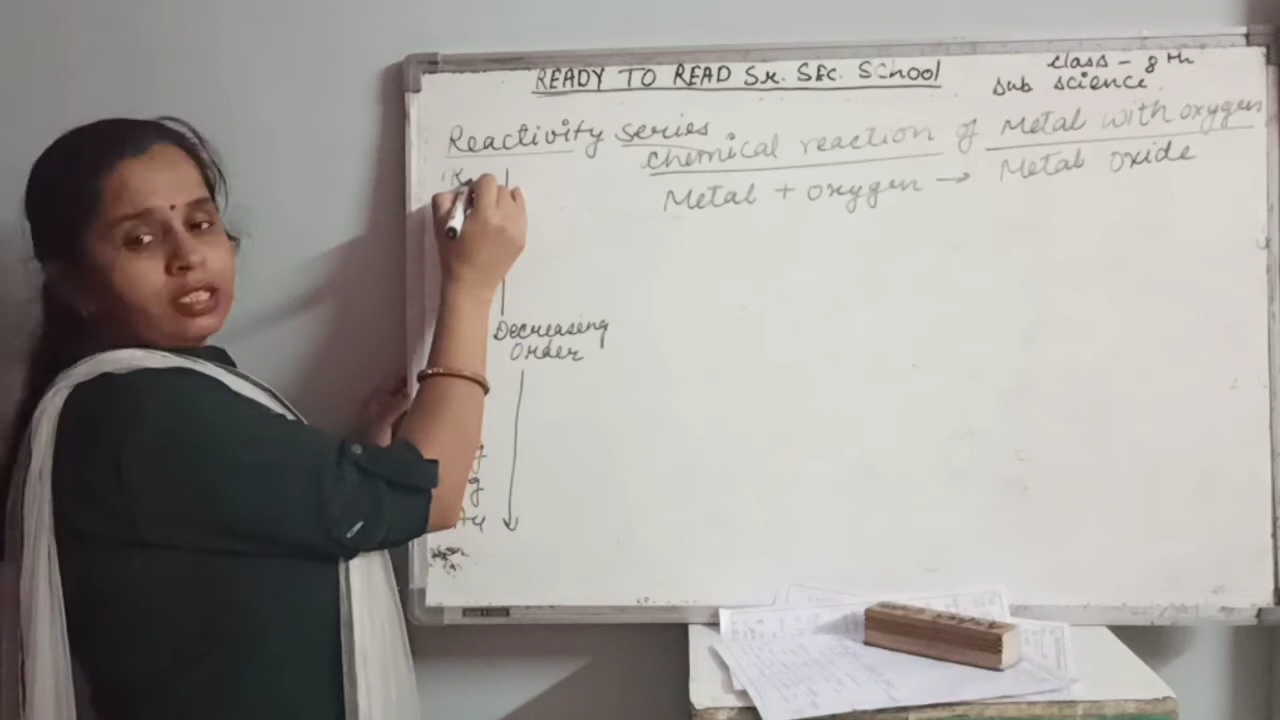 READY TO READ Sr. SEC. SCHOOL
class - 8th
Sub science
Reactivity series
chemical reaction of Metal with oxygen
Metal + oxygen → Metal oxide
Decreasing
Order